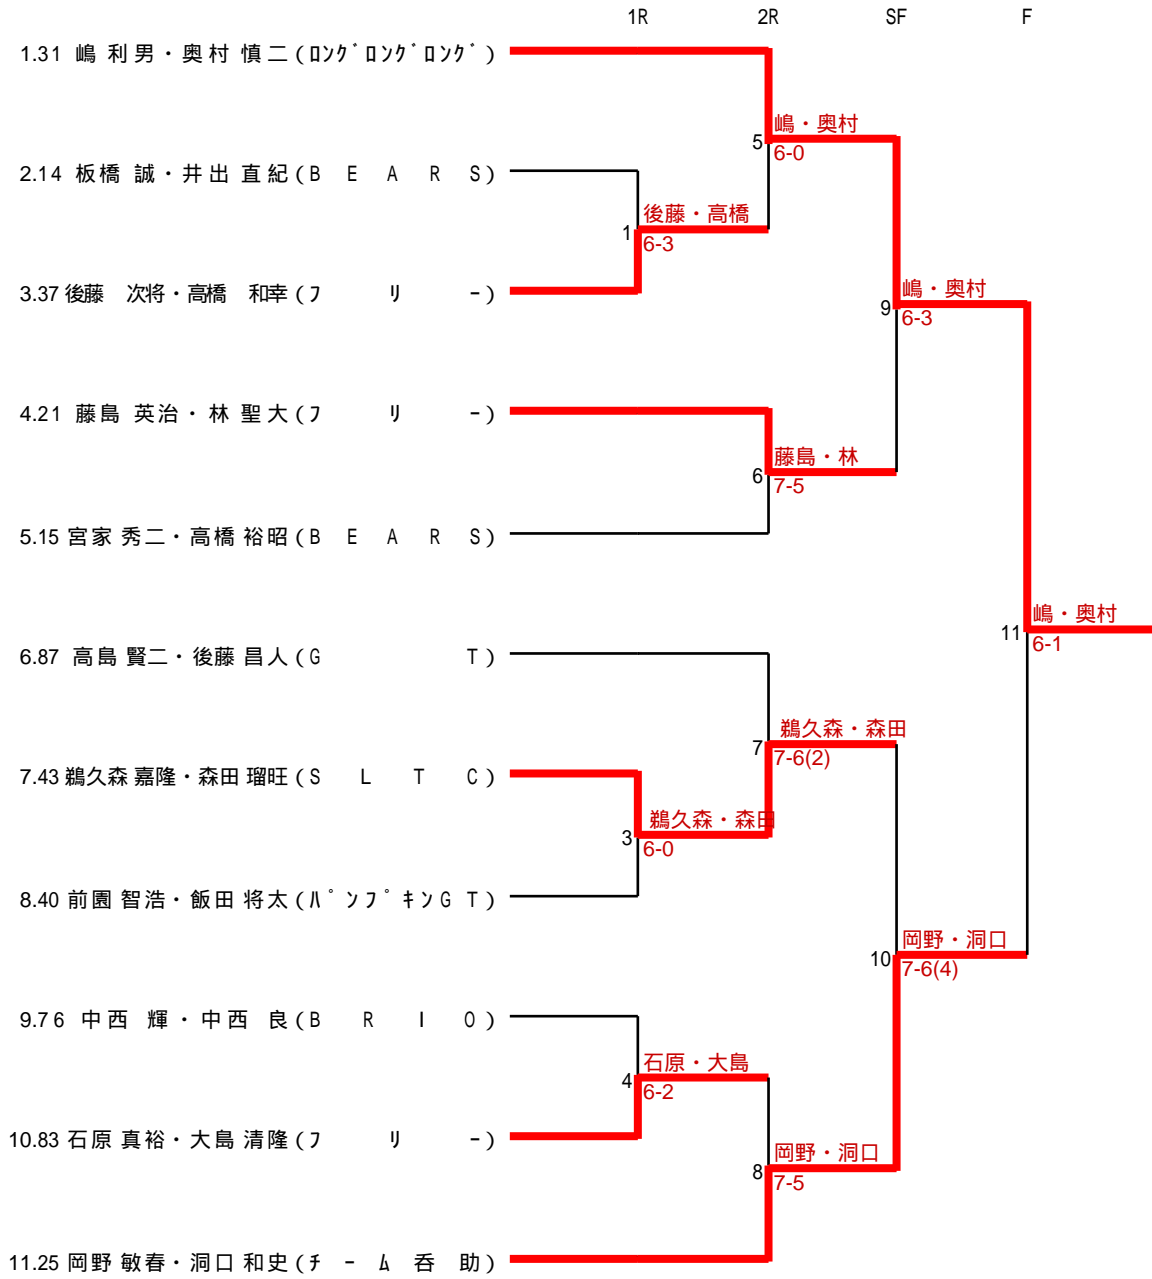 1R 2R SF F
1.31 嶋 利男・奥村 慎二(ﾛﾝｸﾞﾛﾝｸﾞﾛﾝｸﾞ)
嶋・奥村
5
6-0
2.14 板橋 誠・井出 直紀(B E A R S)
後藤・高橋
1
6-3
3.37 後藤 次将・高橋 和幸(ﾌ ﾘ ｰ)
嶋・奥村
9
6-3
4.21 藤島 英治・林 聖大(ﾌ ﾘ ｰ)
藤島・林
6
7-5
5.15 宮家 秀二・高橋 裕昭(B E A R S)
嶋・奥村
11
6-1
6.87 高島 賢二・後藤 昌人(G T)
鵜久森・森田
7
7-6(2)
7.43 鵜久森 嘉隆・森田 瑠旺(S L T C)
鵜久森・森田
3
6-0
8.40 前園 智浩・飯田 将太(ﾊﾟﾝﾌﾟｷﾝG T)
岡野・洞口
10
7-6(4)
9.76 中西 輝・中西 良(B R I O)
石原・大島
4
6-2
10.83 石原 真裕・大島 清隆(ﾌ ﾘ ｰ)
岡野・洞口
8
7-5
11.25 岡野 敏春・洞口 和史(ﾁ ｰ ﾑ 呑 助)